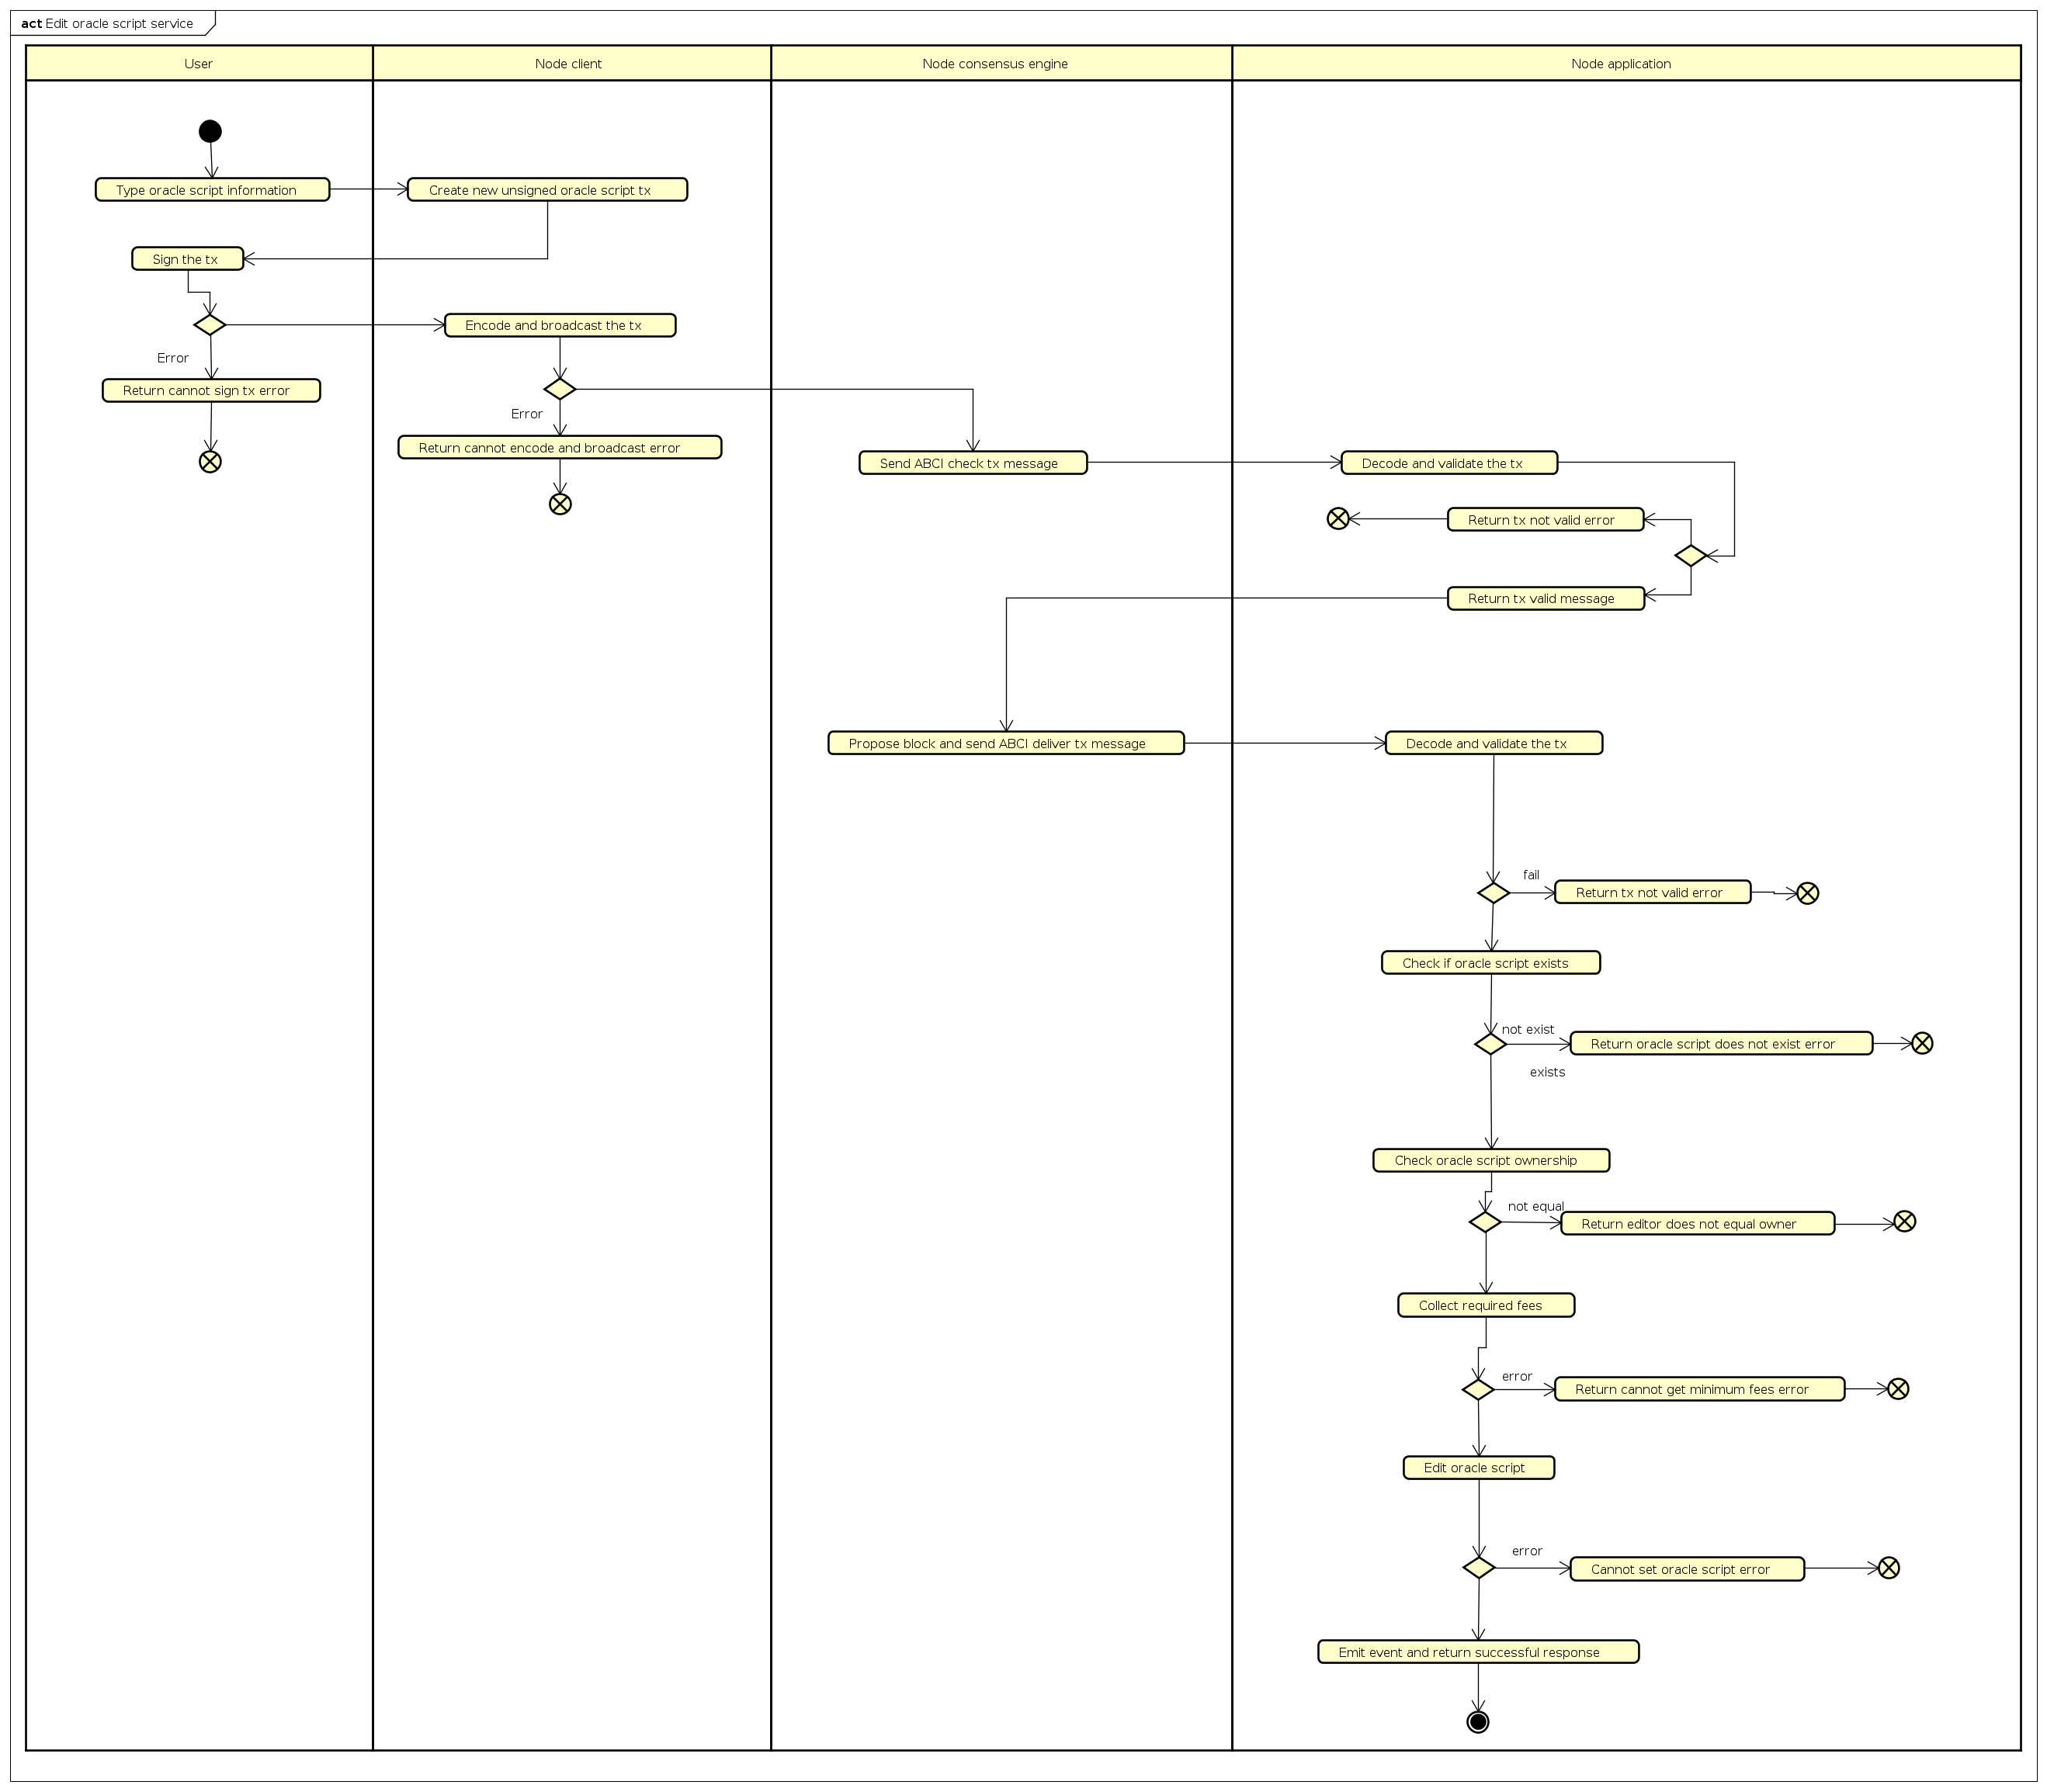 act Edit oracle script service
User
Node client
Node consensus engine
Node application
Type oracle script information
Create new unsigned oracle script tx
Sign the tx
Encode and broadcast the tx
Error
Return cannot sign tx error
Error
Return cannot encode and broadcast error
Send ABCI check tx message
Decode and validate the tx
Return tx not valid error
Return tx valid message
Propose block and send ABCI deliver tx message
Decode and validate the tx
fail
Return tx not valid error
Check if oracle script exists
not exist
Return oracle script does not exist error
exists
Check oracle script ownership
not equal
Return editor does not equal owner
Collect required fees
error
Return cannot get minimum fees error
Edit oracle script
error
Cannot set oracle script error
Emit event and return successful response